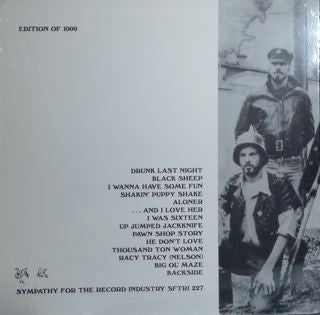 EDITION OF 1000
DRUNK LAST NIGHT
BLACK SHEEP
I WANNA HAVE SOME FUN
SHAKIN' PUPPY SHAKE
ALONER
. . . AND I LOVE HER
I WAS SIXTEEN
UP JUMPED JACKKNIFE
PAWN SHOP STORY
HE DON'T LOVE
THOUSAND TON WOMAN
RACY TRACY (NELSON)
BIG OL' MAZE
BACKSIDE
SYMPATHY FOR THE RECORD INDUSTRY SFTRI 227